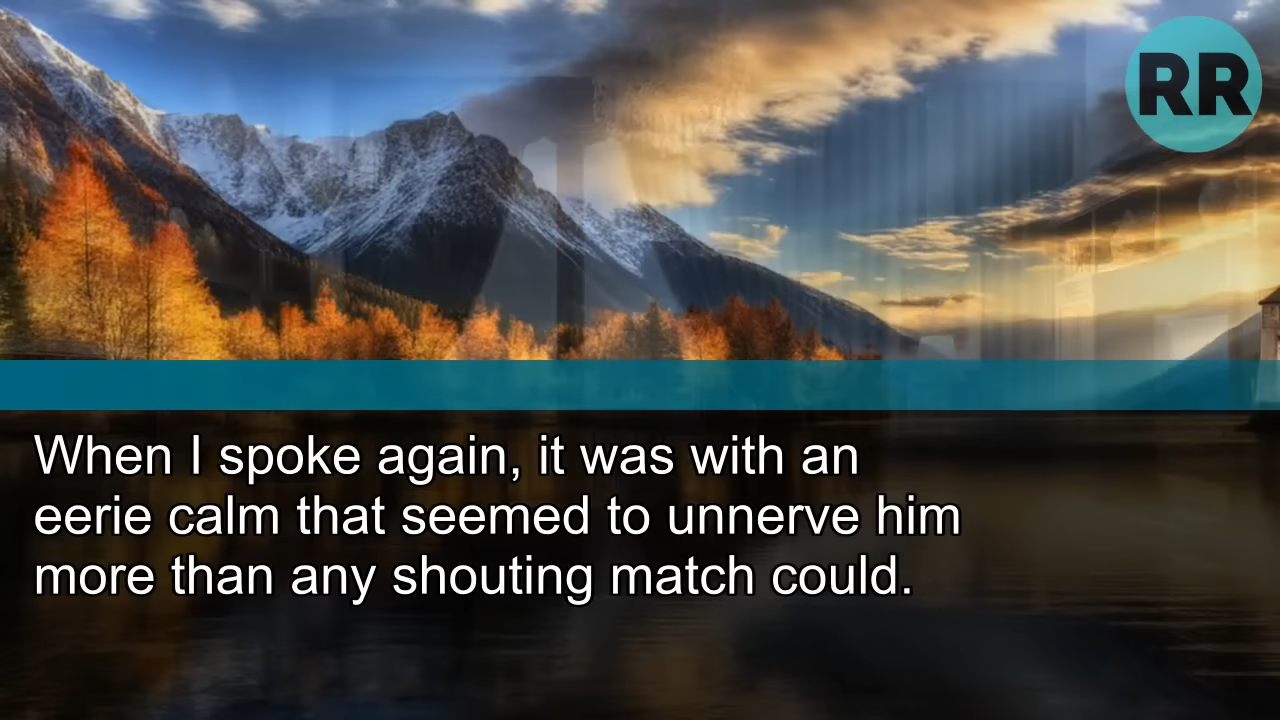 RR
When I spoke again, it was with an
eerie calm that seemed to unnerve him
more than any shouting match could.